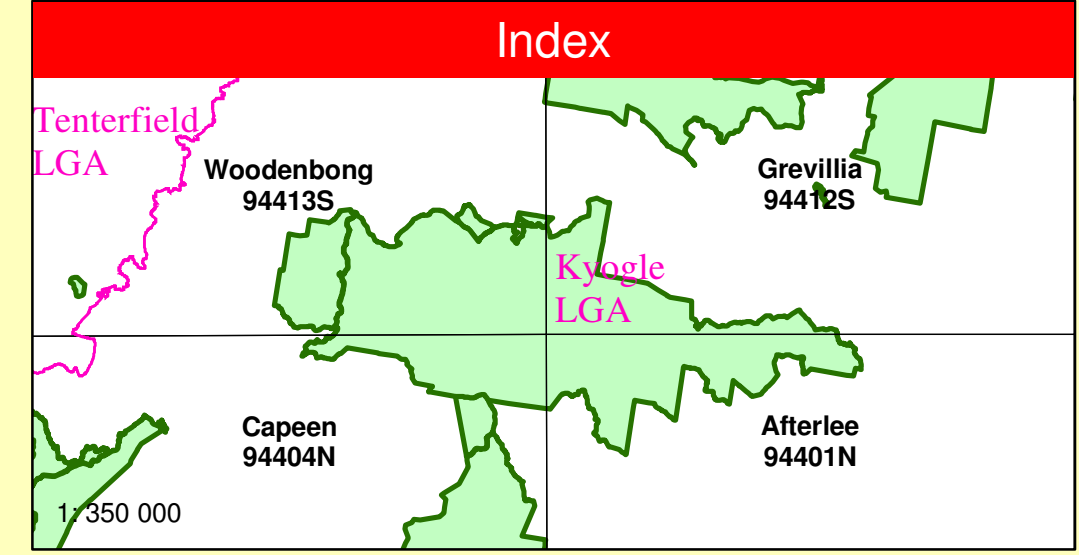 Index
Tenterfield
LGA
Woodenbong
94413S
Grevillia
94412S
Kyogle
LGA
Capeen
94404N
Afterlee
94401N
1: 350 000